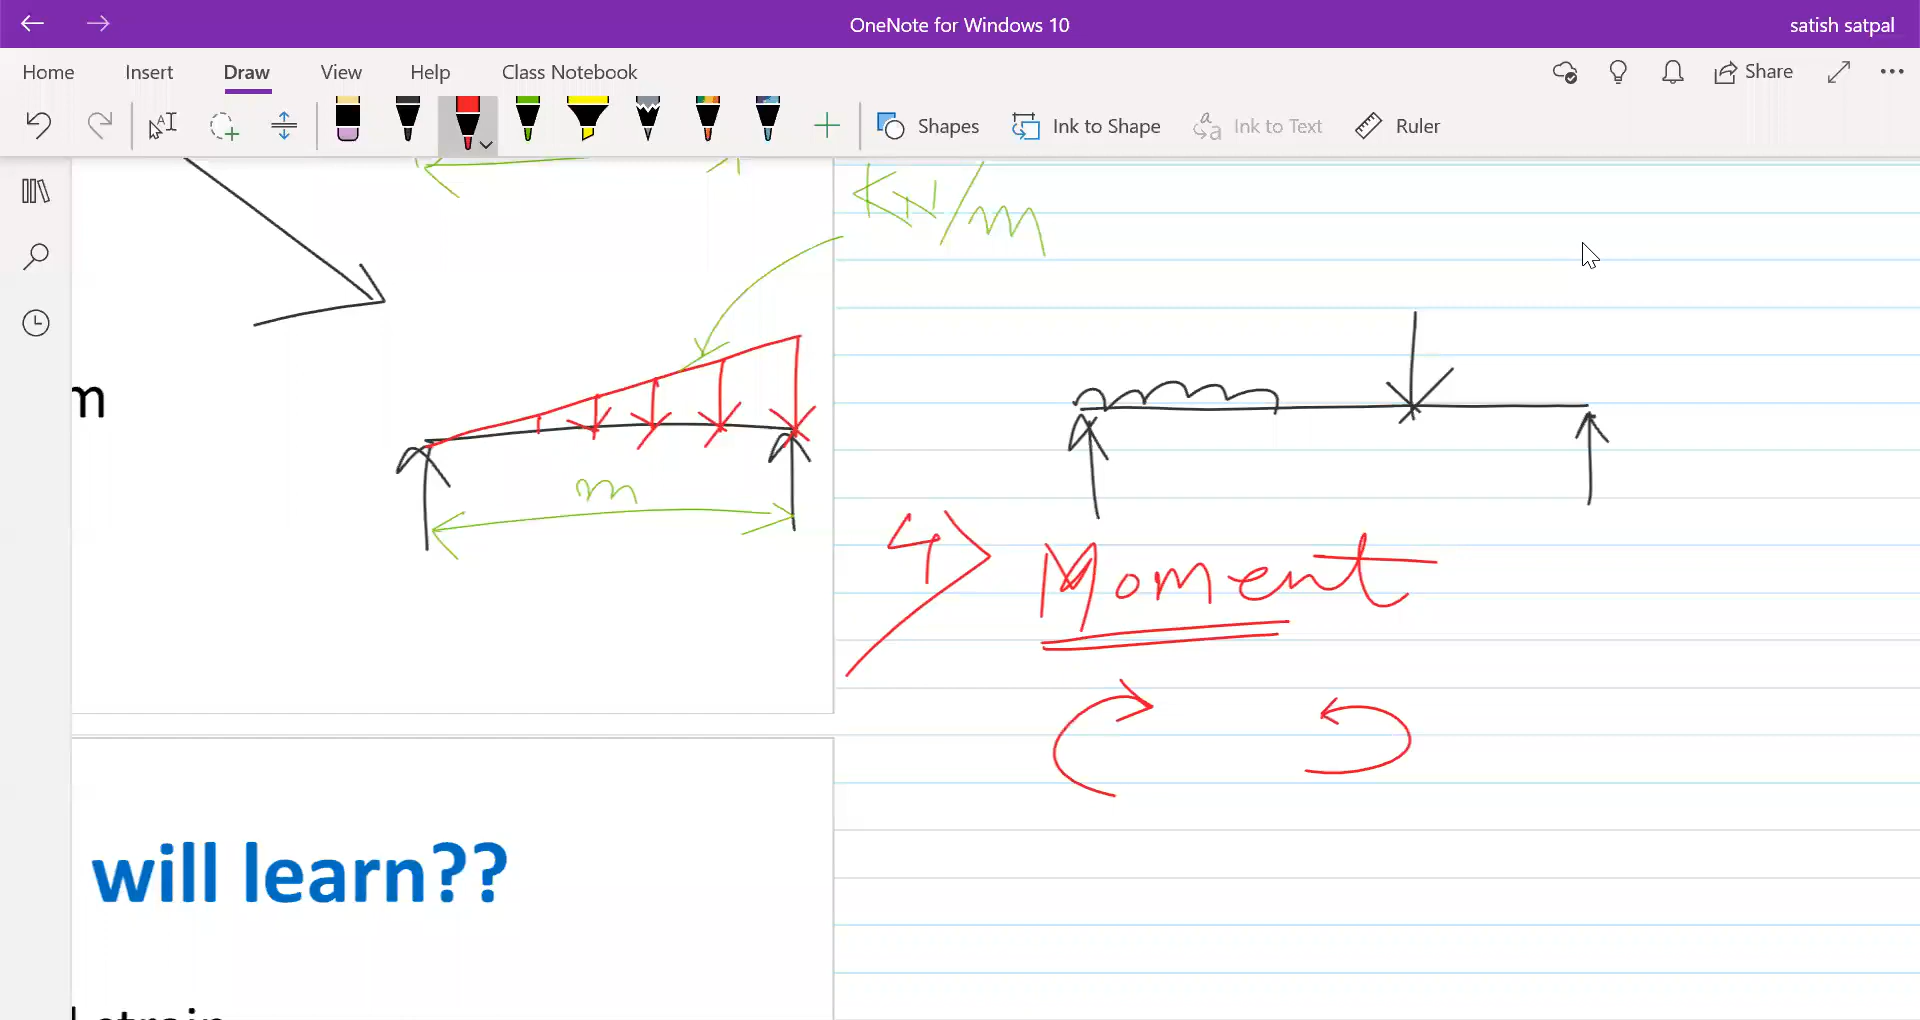 OneNote for Windows 10
satish satpal
Home Insert Draw View Help Class Notebook
Share
Shapes Ink to Shape Ink to Text Ruler
KN/m
m
m
4) Moment
will learn??